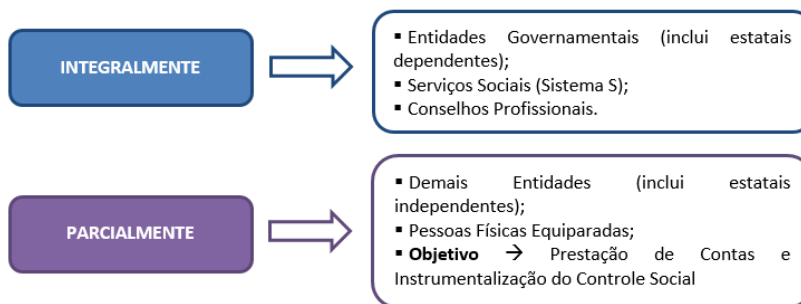 INTEGRALMENTE
▪ Entidades Governamentais (inclui estatais
dependentes);
▪ Serviços Sociais (Sistema S);
▪ Conselhos Profissionais.
PARCIALMENTE
▪ Demais Entidades (inclui estatais
independentes);
▪ Pessoas Físicas Equiparadas;
▪ Objetivo → Prestação de Contas e
Instrumentalização do Controle Social